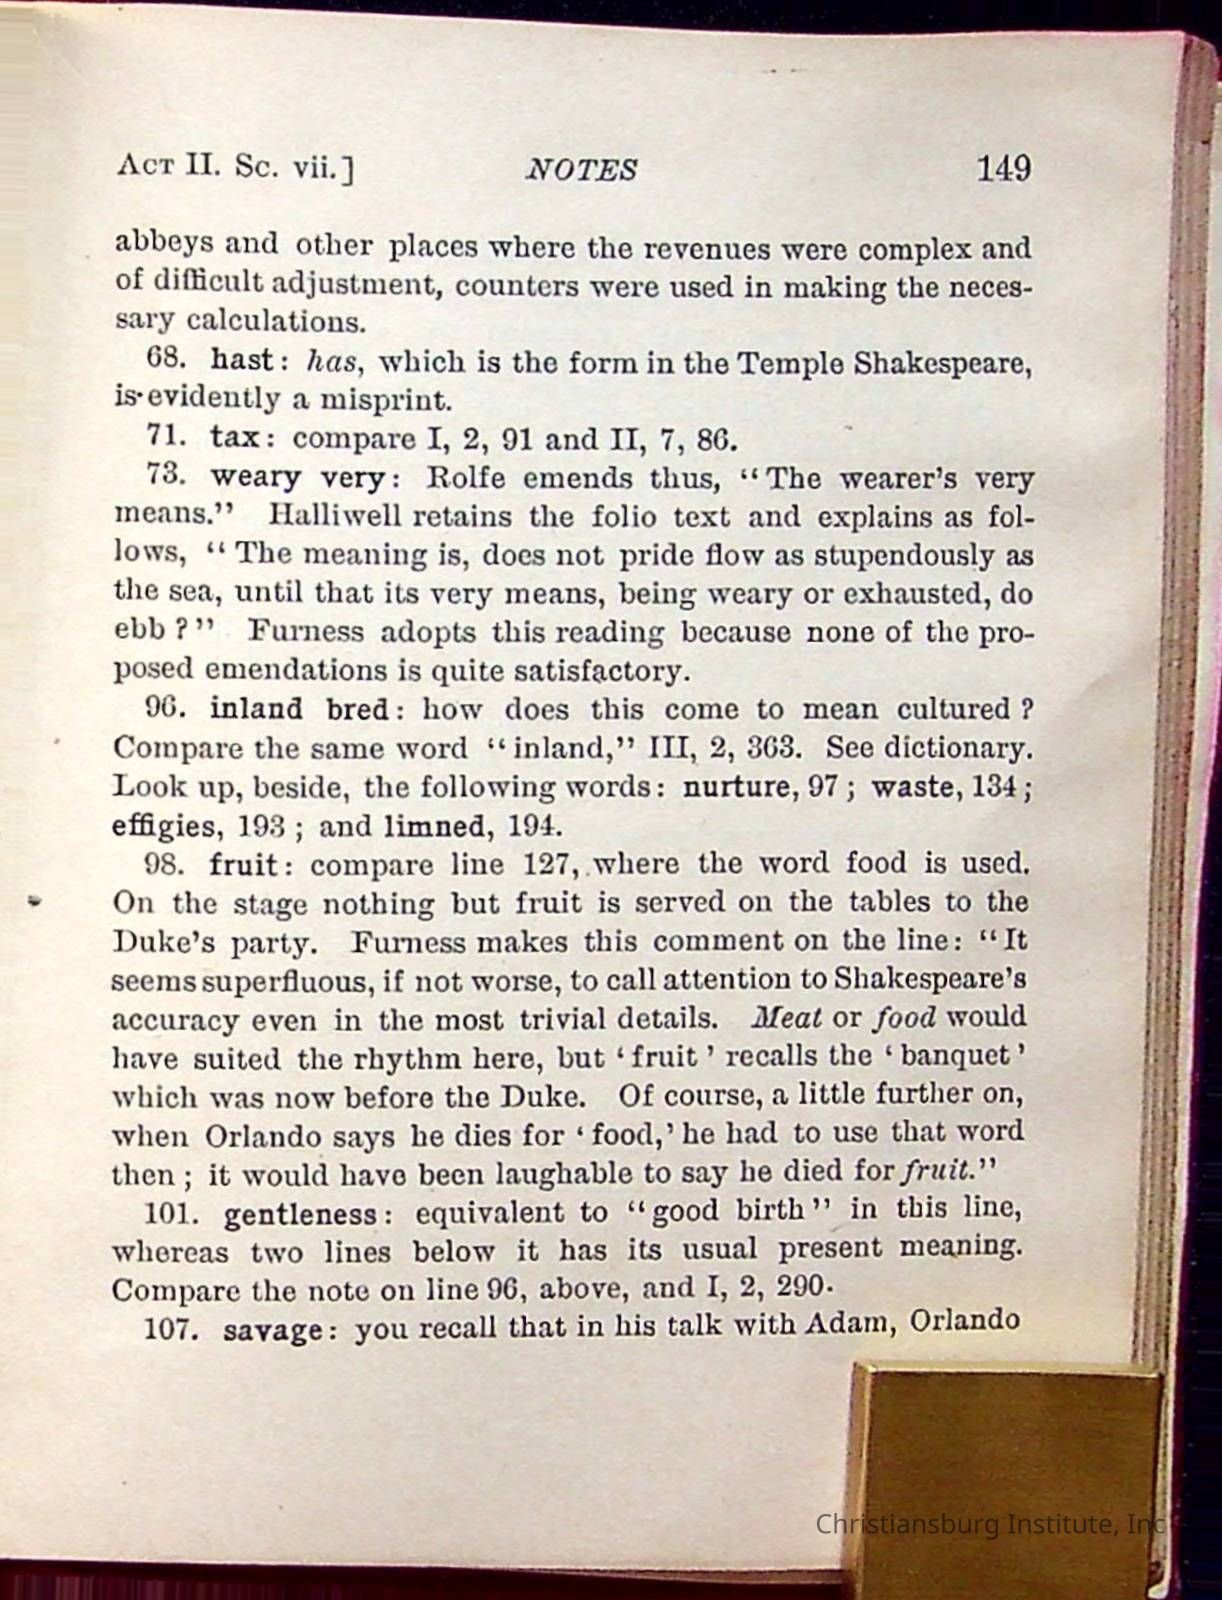 ACT II. Sc. vii.] NOTES 149
abbeys and other places where the revenues were complex and
of difficult adjustment, counters were used in making the neces-
sary calculations.
68. hast: has, which is the form in the Temple Shakespeare,
is evidently a misprint.
71. tax: compare I, 2, 91 and II, 7, 86.
73. weary very: Rolfe emends thus, “The wearer’s very
means.” Halliwell retains the folio text and explains as fol-
lows, “The meaning is, does not pride flow as stupendously as
the sea, until that its very means, being weary or exhausted, do
ebb?” Furness adopts this reading because none of the pro-
posed emendations is quite satisfactory.
96. inland bred: how does this come to mean cultured?
Compare the same word “inland,” III, 2, 363. See dictionary.
Look up, beside, the following words: nurture, 97; waste, 134;
effigies, 193; and limned, 194.
98. fruit: compare line 127, where the word food is used.
On the stage nothing but fruit is served on the tables to the
Duke’s party. Furness makes this comment on the line: “It
seems superfluous, if not worse, to call attention to Shakespeare’s
accuracy even in the most trivial details. Meat or food would
have suited the rhythm here, but ‘fruit’ recalls the ‘banquet’
which was now before the Duke. Of course, a little further on,
when Orlando says he dies for ‘food,’ he had to use that word
then; it would have been laughable to say he died for fruit.”
101. gentleness: equivalent to “good birth” in this line,
whereas two lines below it has its usual present meaning.
Compare the note on line 96, above, and I, 2, 290.
107. savage: you recall that in his talk with Adam, Orlando
Christiansburg Institute, Inc